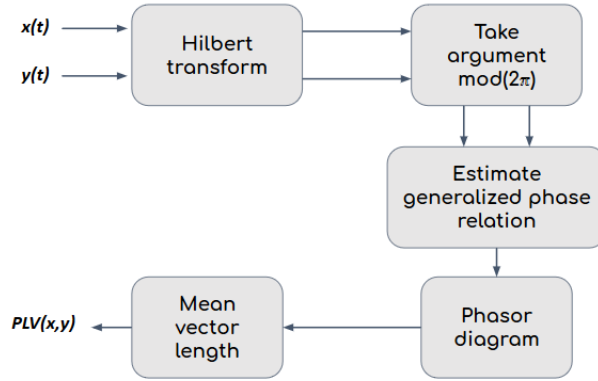 x(t)
y(t)
Hilbert
transform
Take
argument
mod(2π)
Estimate
generalized phase
relation
Phasor
diagram
Mean
vector
length
PLV(x,y)